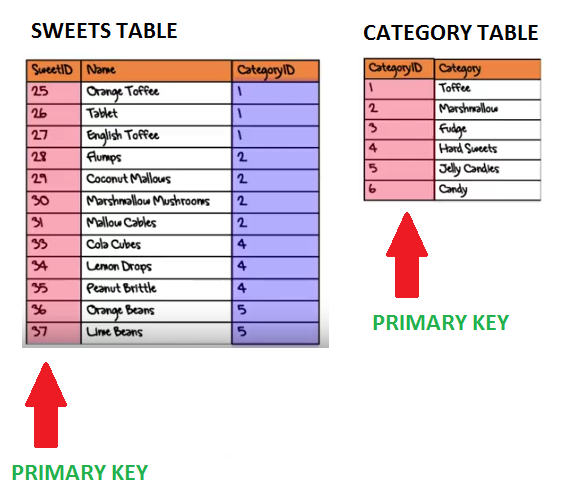 SWEETS TABLE
SweetID Name CategoryID
25 Orange Toffee 1
26 Tablet 1
27 English Toffee 1
28 Flumps 2
29 Coconut Mallows 2
30 Marshmallow Mushrooms 2
31 Mallow Cables 2
33 Cola Cubes 4
34 Lemon Drops 4
35 Peanut Brittle 4
36 Orange Beans 5
37 Lime Beans 5
PRIMARY KEY
CATEGORY TABLE
CategoryID Category
1 Toffee
2 Marshmallow
3 Fudge
4 Hard Sweets
5 Jelly Candies
6 Candy
PRIMARY KEY